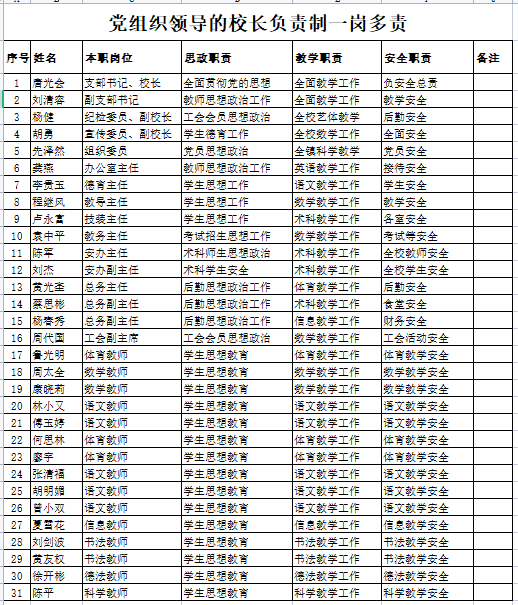 党组织领导的校长负责制一岗多责
序号 姓名 本职岗位 思政职责 教学职责 安全职责 备注
1 唐光会 支部书记、校长 全面贯彻党的思想 全面教学工作 负安全总责
2 刘清容 副支部书记 教师思想政治工作 全面教学工作 教学安全
3 杨健 纪检委员、副校长 工会会员思想政治 全校艺体教学 后勤安全
4 胡勇 宣传委员、副校长 学生德育工作 全校数学工作 全面安全
5 先泽然 组织委员 党员思想政治 全镇科学教学 党员安全
6 龚燕 办公室主任 教师思想政治工作 英语教学工作 接待安全
7 李贵玉 德育主任 学生思想工作 语文教学工作 学生安全
8 程继风 教导主任 学生思想工作 数学教学工作 教学安全
9 卢永富 技装主任 学生思想工作 术科教学工作 各室安全
10 袁中平 教务主任 考试招生思想工作 数学教学工作 考试等安全
11 陈军 安办主任 术科师生思想政治 术科教学工作 全校教师安全
12 刘杰 安办副主任 术科学生安全 术科教学工作 全校学生安全
13 黄光奎 总务主任 后勤思想政治工作 体育教学工作 后勤安全
14 蔡思彬 总务副主任 后勤思想政治工作 术科教学工作 食堂安全
15 杨春秀 总务副主任 后勤思想政治工作 信息教学工作 财务安全
16 周代国 工会副主席 工会会员思想政治 数学教学工作 工会活动安全
17 鲁光明 体育教师 学生思想教育 体育教学工作 体育教学安全
18 周太全 数学教师 学生思想教育 数学教学工作 数学教学安全
19 康晓莉 数学教师 学生思想教育 数学教学工作 数学教学安全
20 林小又 语文教师 学生思想教育 语文教学工作 语文教学安全
21 傅玉婷 语文教师 学生思想教育 语文教学工作 语文教学安全
22 何思林 体育教师 学生思想教育 体育教学工作 体育教学安全
23 廖宇 体育教师 学生思想教育 体育教学工作 体育教学安全
24 张清福 语文教师 学生思想教育 语文教学工作 语文教学安全
25 胡明媚 语文教师 学生思想教育 语文教学工作 语文教学安全
26 曾小双 语文教师 学生思想教育 语文教学工作 语文教学安全
27 夏雪花 信息教师 学生思想教育 信息教学工作 信息教学安全
28 刘剑波 书法教师 学生思想教育 书法教学工作 书法教学安全
29 黄友权 书法教师 学生思想教育 书法教学工作 书法教学安全
30 徐开彬 德法教师 学生思想教育 德法教学工作 德法教学安全
31 陈平 科学教师 学生思想教育 科学教学工作 科学教学安全